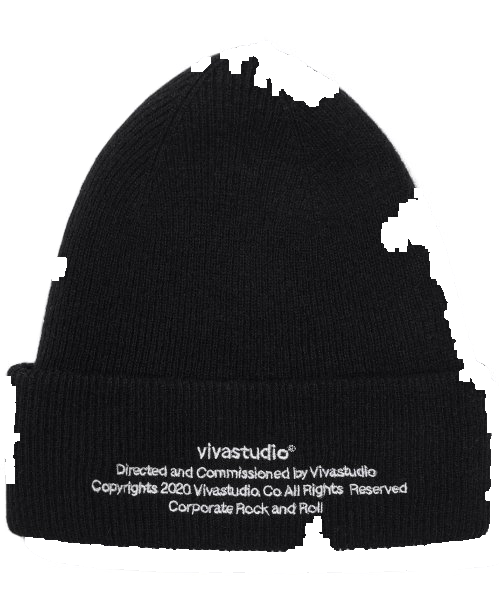 vivastudio®
Directed and Commissioned by Vivastudio
Copyrights 2020 Vivastudio. Co. All Rights Reserved
Corporate Rock and Roll